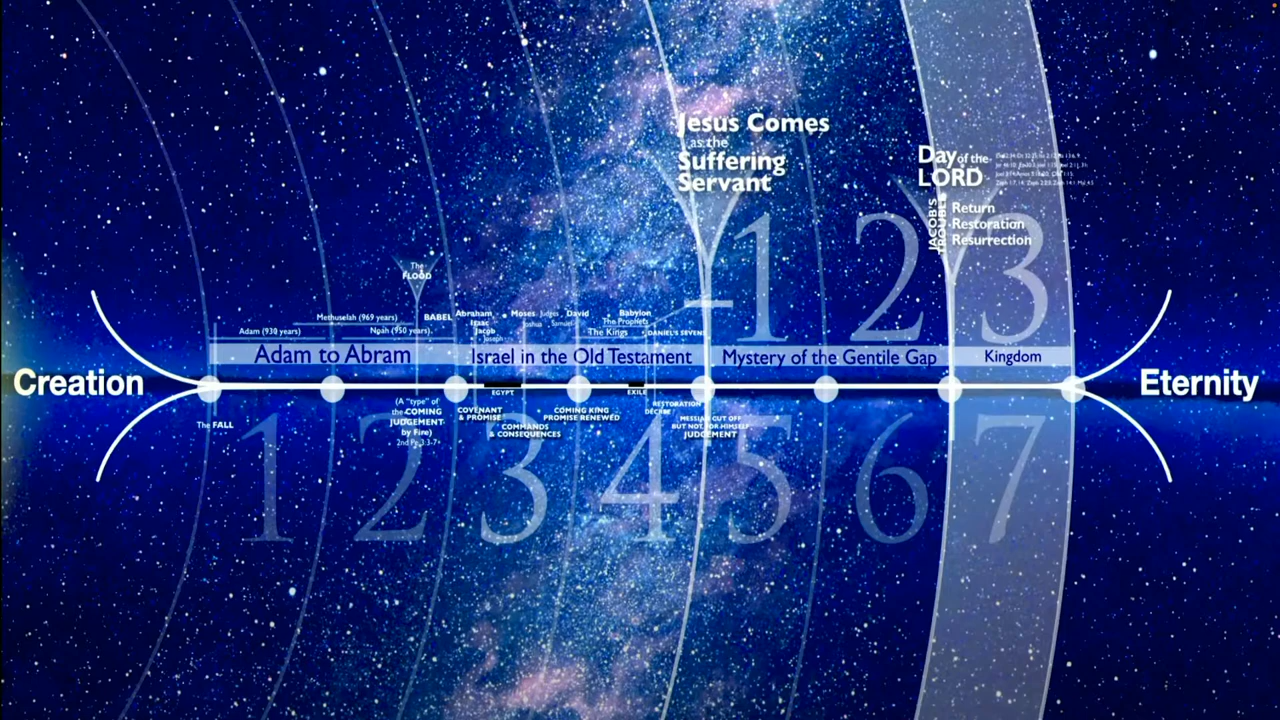 Jesus Comes
as the
Suffering
Servant
Day of the
LORD
JACOB'S
TROUBLE
Return
Restoration
Resurrection
1 2 3
The
FLOOD
Methuselah (969 years)
BABEL
Adam (930 years)
Noah (950 years)
Abraham
Isaac
Jacob
Joseph
Moses
Joshua
Judges
Samuel
David
The Kings
Babylon
The Prophets
DANIEL'S SEVENS
Adam to Abram
Israel in the Old Testament
Mystery of the Gentile Gap
Kingdom
Creation
Eternity
The FALL
(A "type" of
the COMING
JUDGEMENT
by Fire)
2nd Pe 3:3-7
COVENANT
& PROMISE
EGYPT
COMMANDS
& CONSEQUENCES
COMING KING
PROMISE RENEWED
EXILE
RESTORATION
DECREE
MESSIAH CUT OFF
BUT NOT FOR HIMSELF
JUDGEMENT
1 2 3 4 5 6 7